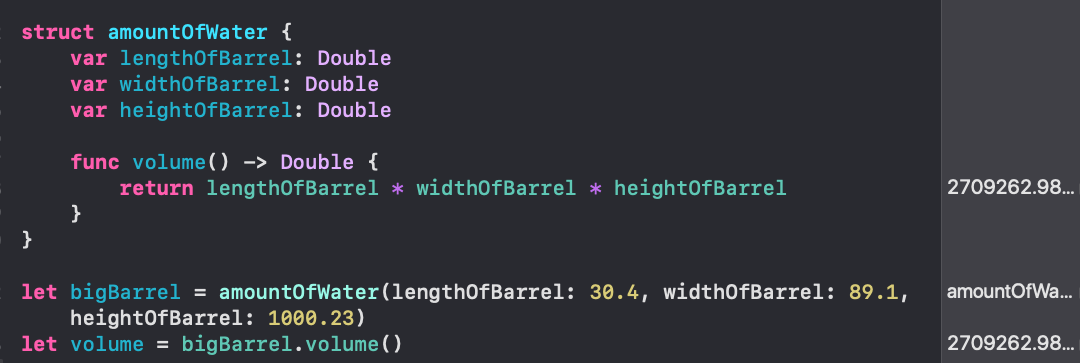 struct amountOfWater {
var lengthOfBarrel: Double
var widthOfBarrel: Double
var heightOfBarrel: Double
func volume() -> Double {
return lengthOfBarrel * widthOfBarrel * heightOfBarrel
2709262.98...
}
}
let bigBarrel = amountOfWater(lengthOfBarrel: 30.4, widthOfBarrel: 89.1,
amountOfWa...
heightOfBarrel: 1000.23)
let volume = bigBarrel.volume()
2709262.98...